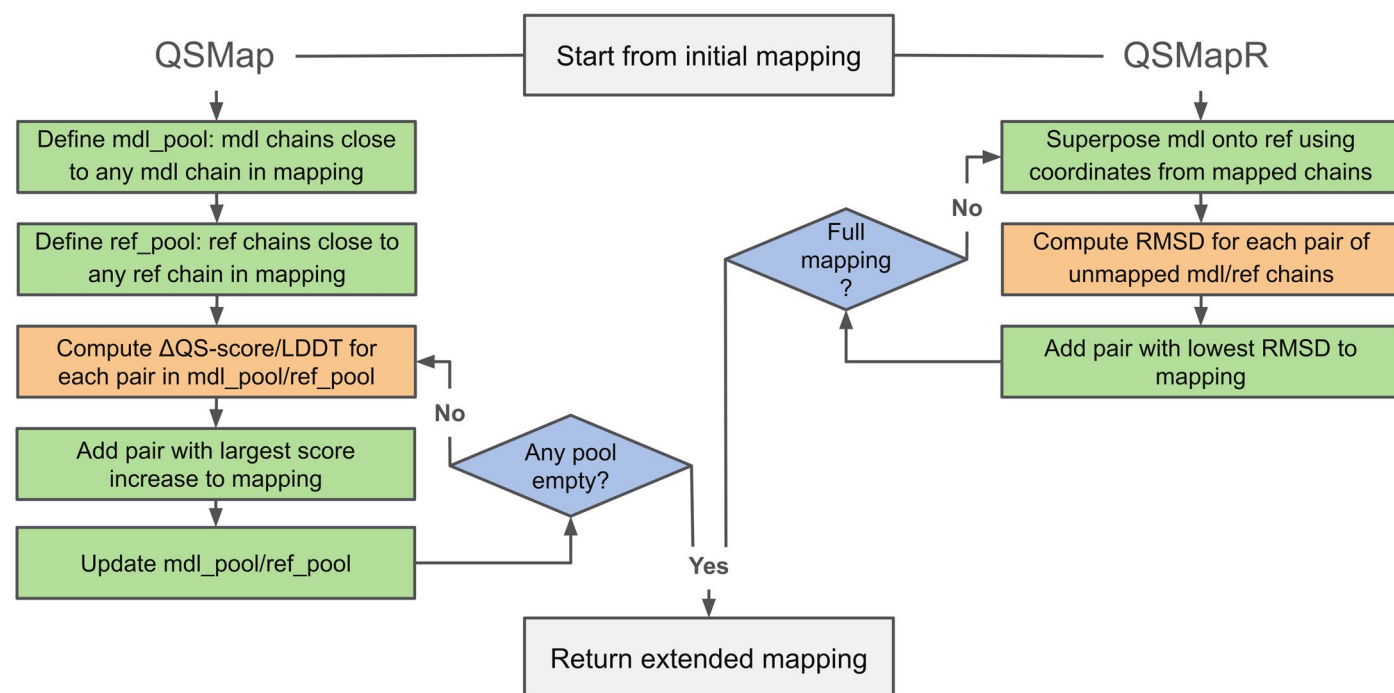 QSMap
Start from initial mapping
QSMapR
Define mdl_pool: mdl chains close
to any mdl chain in mapping
Define ref_pool: ref chains close to
any ref chain in mapping
Compute ΔQS-score/LDDT for
each pair in mdl_pool/ref_pool
Add pair with largest score
increase to mapping
Update mdl_pool/ref_pool
No
Any pool
empty?
Superpose mdl onto ref using
coordinates from mapped chains
Compute RMSD for each pair of
unmapped mdl/ref chains
Add pair with lowest RMSD to
mapping
No
Full
mapping
?
Yes
Return extended mapping